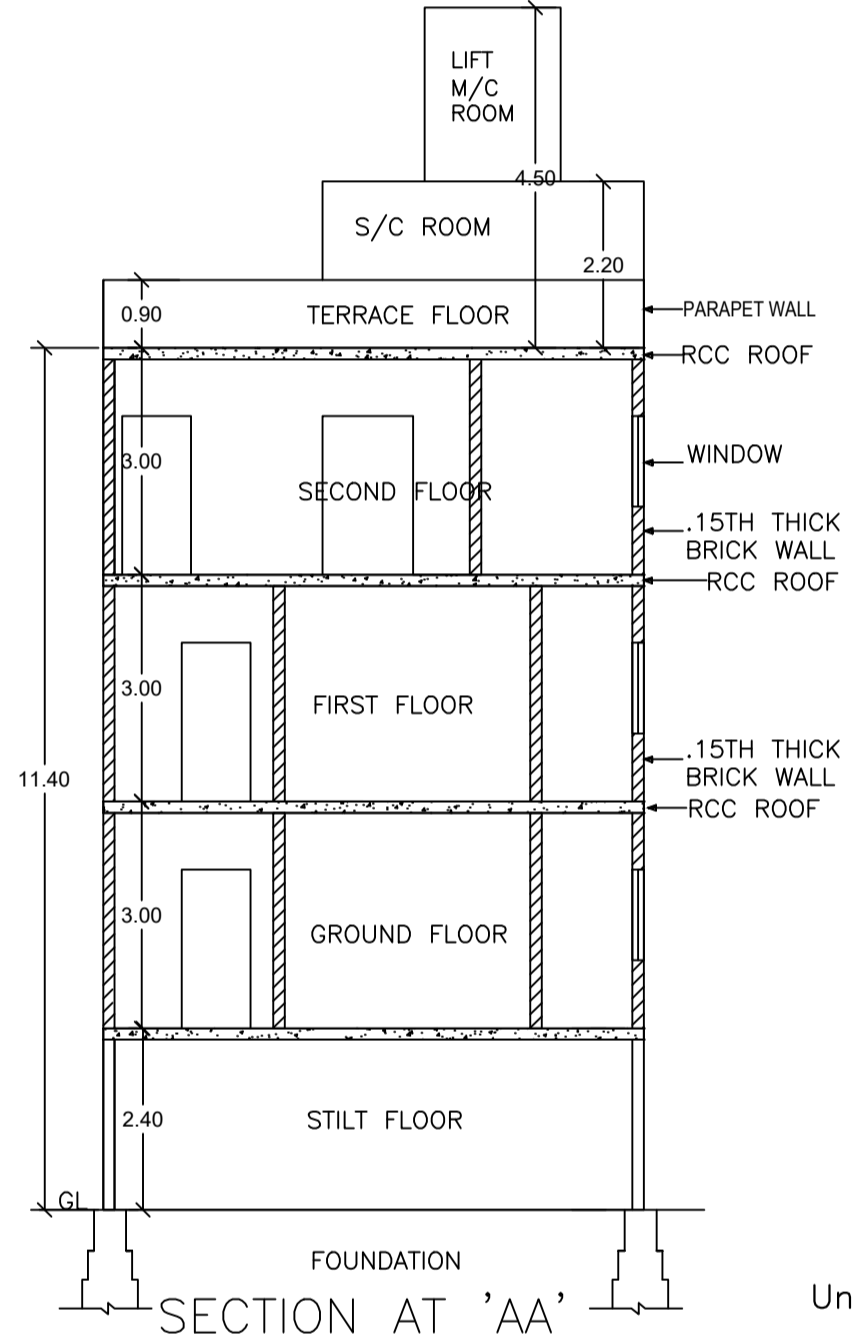 LIFT
M/C
ROOM
4.50
S/C ROOM
2.20
0.90
TERRACE FLOOR
PARAPET WALL
RCC ROOF
3.00
SECOND FLOOR
WINDOW
.15TH THICK
BRICK WALL
RCC ROOF
3.00
FIRST FLOOR
11.40
.15TH THICK
BRICK WALL
RCC ROOF
3.00
GROUND FLOOR
2.40
STILT FLOOR
GL
FOUNDATION
SECTION AT 'AA'
Un